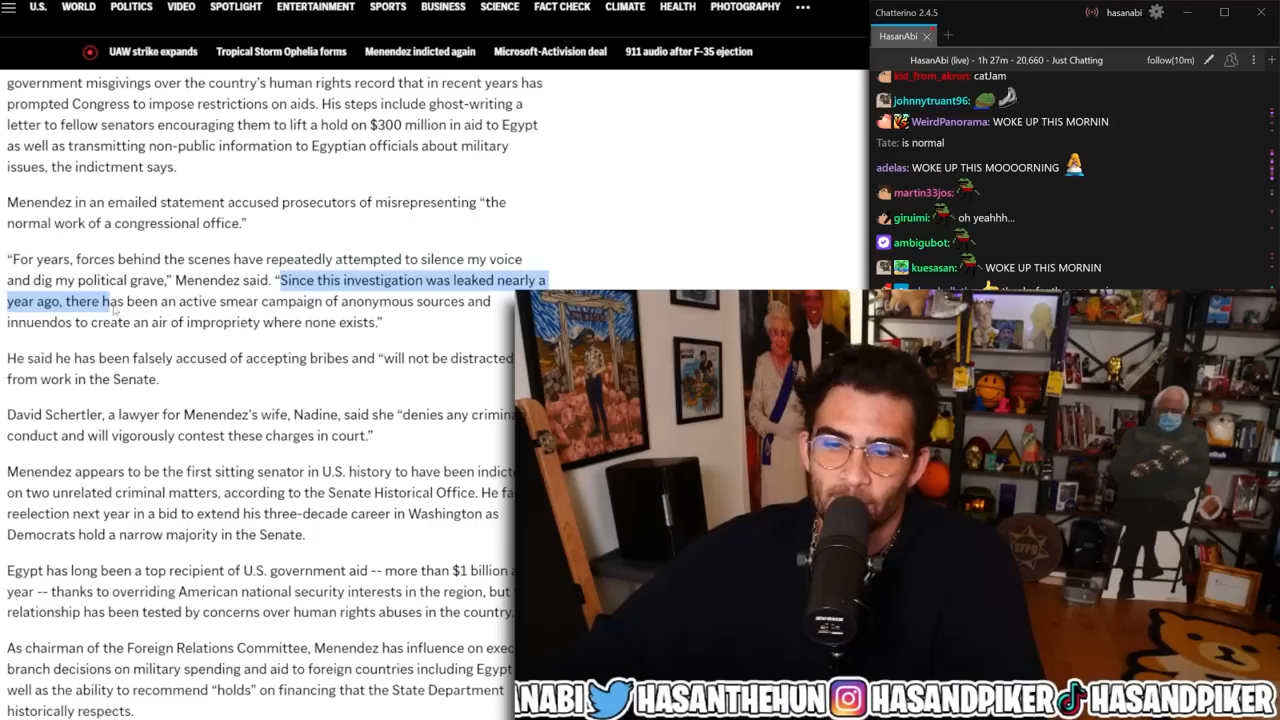 U.S. WORLD POLITICS VIDEO SPOTLIGHT ENTERTAINMENT SPORTS BUSINESS SCIENCE FACT CHECK CLIMATE HEALTH PHOTOGRAPHY •••
UAW strike expands Tropical Storm Ophelia forms Menendez indicted again Microsoft-Activision deal 911 audio after F-35 ejection
government misgivings over the country’s human rights record that in recent years has
prompted Congress to impose restrictions on aids. His steps include ghost-writing a
letter to fellow senators encouraging them to lift a hold on $300 million in aid to Egypt
as well as transmitting non-public information to Egyptian officials about military
issues, the indictment says.
Menendez in an emailed statement accused prosecutors of misrepresenting “the
normal work of a congressional office.”
“For years, forces behind the scenes have repeatedly attempted to silence my voice
and dig my political grave,” Menendez said. “Since this investigation was leaked nearly a
year ago, there has been an active smear campaign of anonymous sources and
innuendos to create an air of impropriety where none exists.”
He said he has been falsely accused of accepting bribes and “will not be distracted
from work in the Senate.
David Schertler, a lawyer for Menendez’s wife, Nadine, said she “denies any crimina
conduct and will vigorously contest these charges in court.”
Menendez appears to be the first sitting senator in U.S. history to have been indict
on two unrelated criminal matters, according to the Senate Historical Office. He fa
reelection next year in a bid to extend his three-decade career in Washington as
Democrats hold a narrow majority in the Senate.
Egypt has long been a top recipient of U.S. government aid -- more than $1 billion a
year -- thanks to overriding American national security interests in the region, but
relationship has been tested by concerns over human rights abuses in the country.
As chairman of the Foreign Relations Committee, Menendez has influence on exec
branch decisions on military spending and aid to foreign countries including Egypt
well as the ability to recommend “holds” on financing that the State Department
historically respects.
Chatterino 2.4.5 hasanabi
HasanAbi
HasanAbi (live) - 1h 27m - 20,660 - Just Chatting follow(10m)
kid_from_akron: catJam
johnnytruant96:
WeirdPanorama: WOKE UP THIS MORNIN
Tate: is normal
adelas: WOKE UP THIS MOOOORNING
martin33jos:
giruimi: oh yeahhh...
ambigubot:
kuesasan: WOKE UP THIS MORNIN
ANABI HASANTHEHUN HASANDPIKER HASANDPIKER